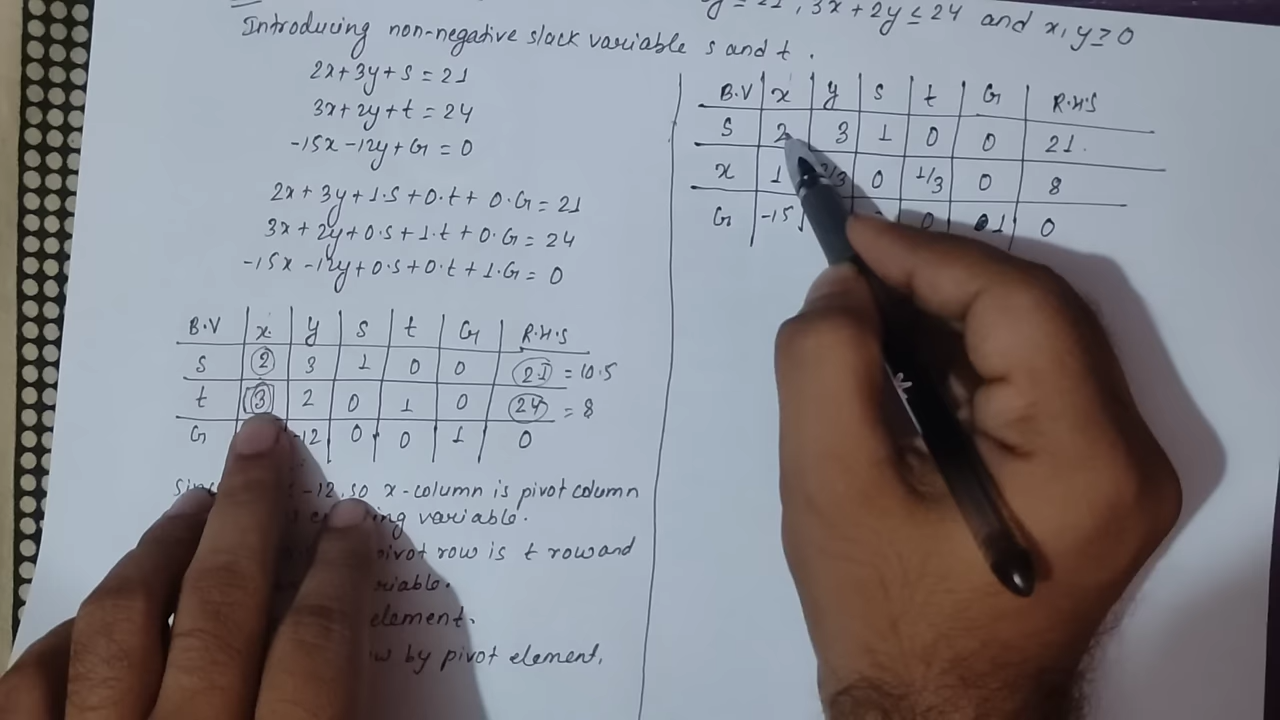 ≤ 21, 3x + 2y ≤ 24 and x, y ≥ 0
Introducing non-negative slack variable s and t.
2x + 3y + s = 21
3x + 2y + t = 24
-15x - 12y + G = 0
2x + 3y + 1.s + 0.t + 0.G = 21
3x + 2y + 0.s + 1.t + 0.G = 24
-15x - 12y + 0.s + 0.t + 1.G = 0
B.V x y s t G R.H.S
s 2 3 1 0 0 21 = 10.5
t 3 2 0 1 0 24 = 8
G -12 0 0 1 0
-12, so x-column is pivot column
variable.
pivot row is t row and
element.
by pivot element,
B.V x y s t G R.H.S
s 2 3 1 0 0 21.
x 1 2/3 0 1/3 0 8
G -15 0 1 0